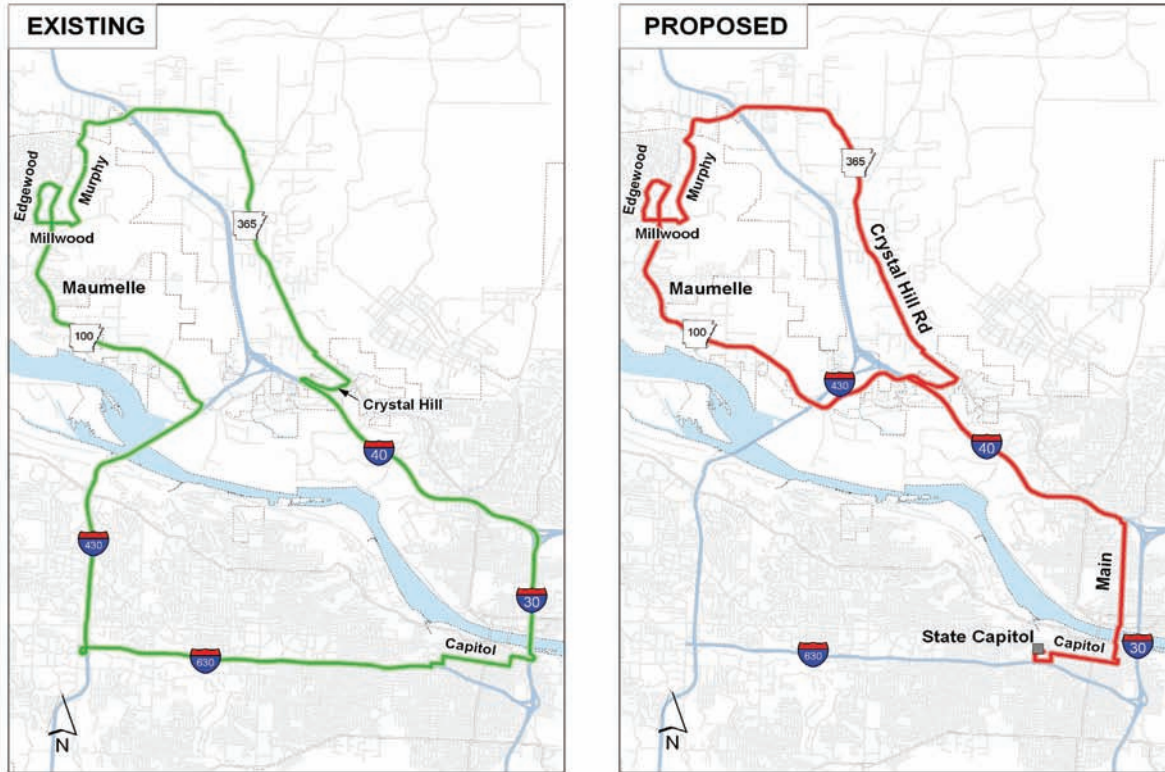 EXISTING
Edgewood
Murphy
Millwood
365
Maumelle
100
Crystal Hill
40
430
30
Capitol
630
N
PROPOSED
365
Edgewood
Murphy
Millwood
Crystal Hill Rd
Maumelle
100
430
40
Main
State Capitol
Capitol
30
630
N